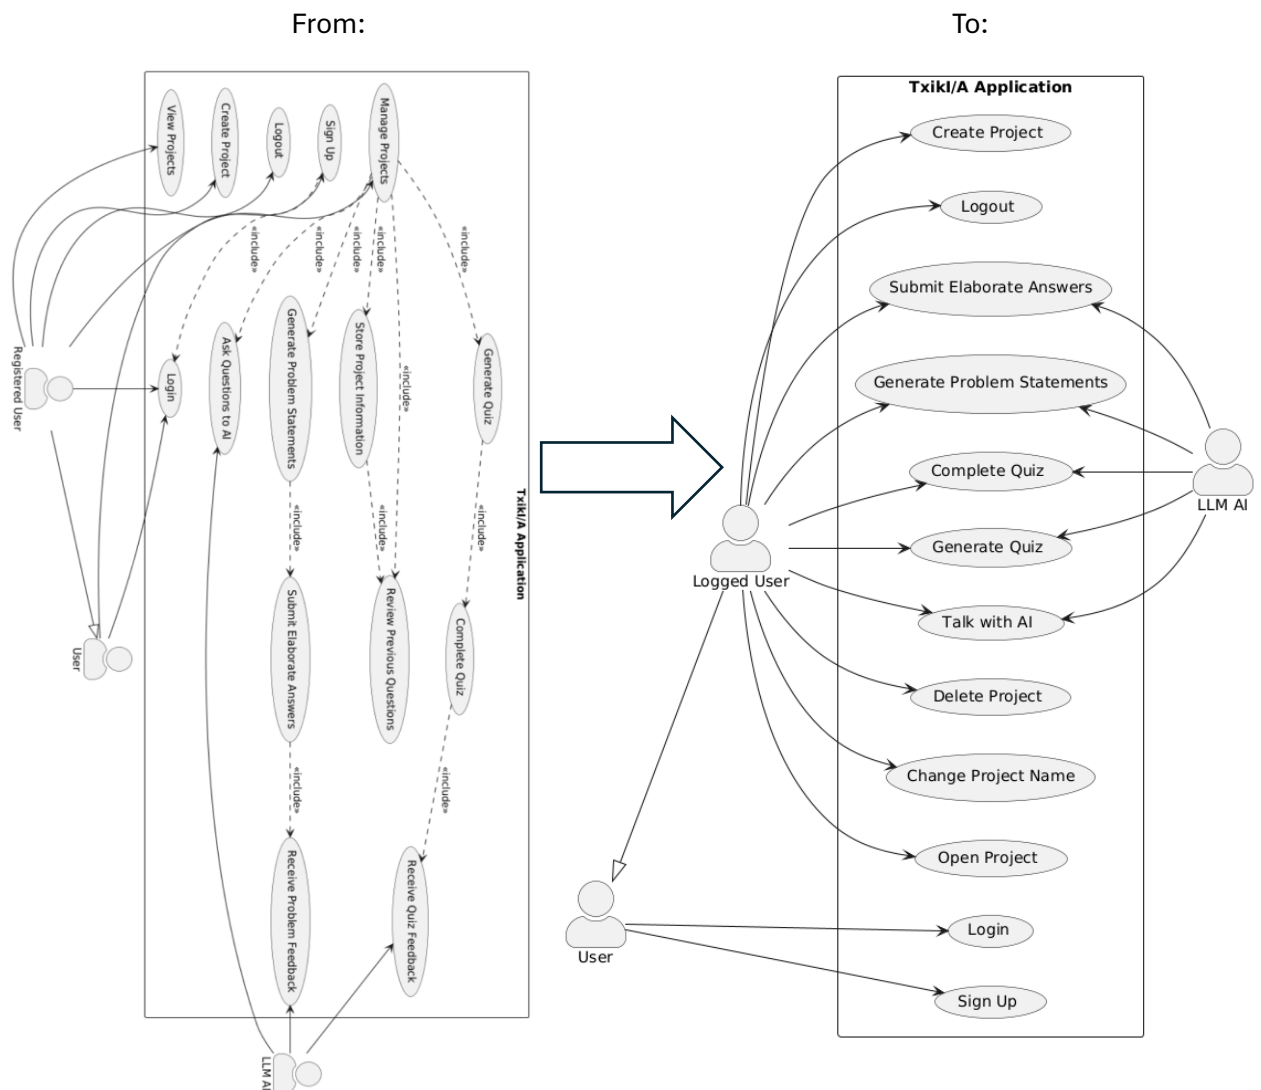 From:
To:
View Projects
Create Project
Logout
Sign Up
Manage Projects
«include»
«include»
«include»
«include»
«include»
«include»
Login
Ask Questions to AI
Generate Problem Statements
Store Project Information
Generate Quiz
Registered User
«include»
«include»
«include»
TxikI/A Application
User
Submit Elaborate Answers
Review Previous Questions
Complete Quiz
«include»
«include»
Receive Problem Feedback
Receive Quiz Feedback
LLM AI
TxikI/A Application
Create Project
Logout
Submit Elaborate Answers
Generate Problem Statements
Complete Quiz
LLM AI
Generate Quiz
Logged User
Talk with AI
Delete Project
Change Project Name
Open Project
Login
User
Sign Up